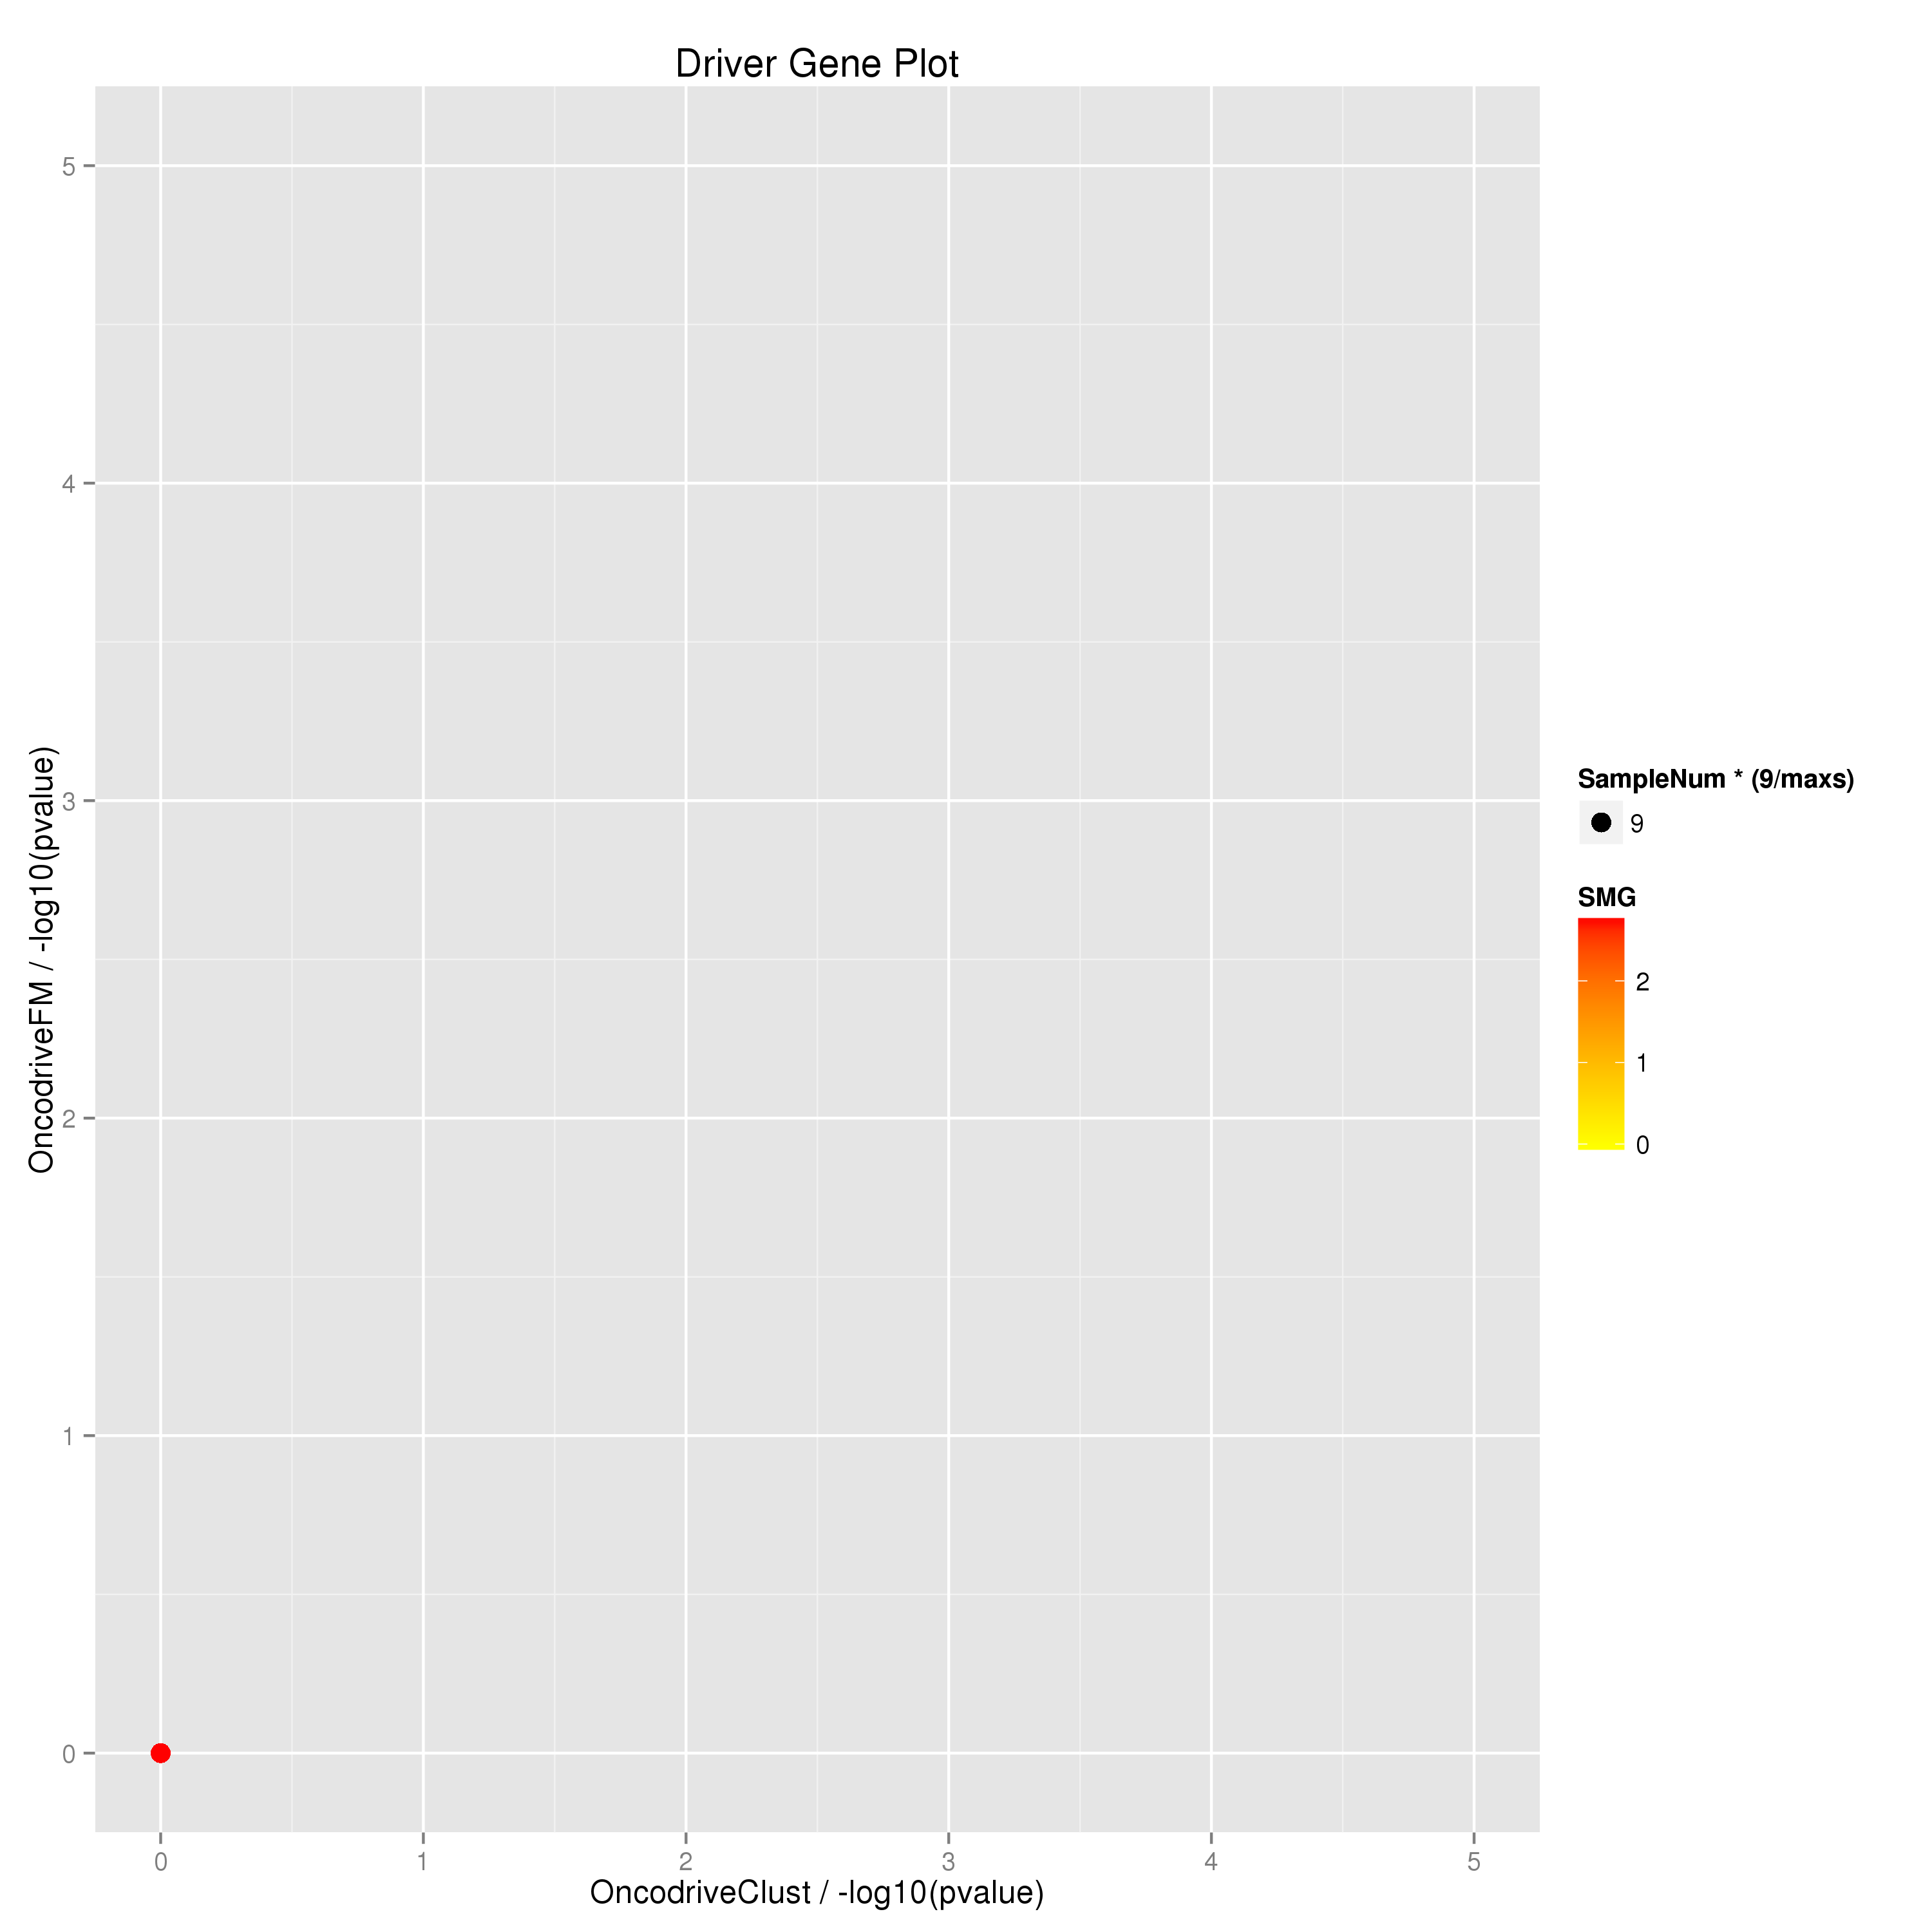 Driver Gene Plot
5
4
3
2
1
0
OncodriveFM / -log10(pvalue)
0 1 2 3 4 5
OncodriveClust / -log10(pvalue)
SampleNum * (9/maxs)
9
SMG
2
1
0